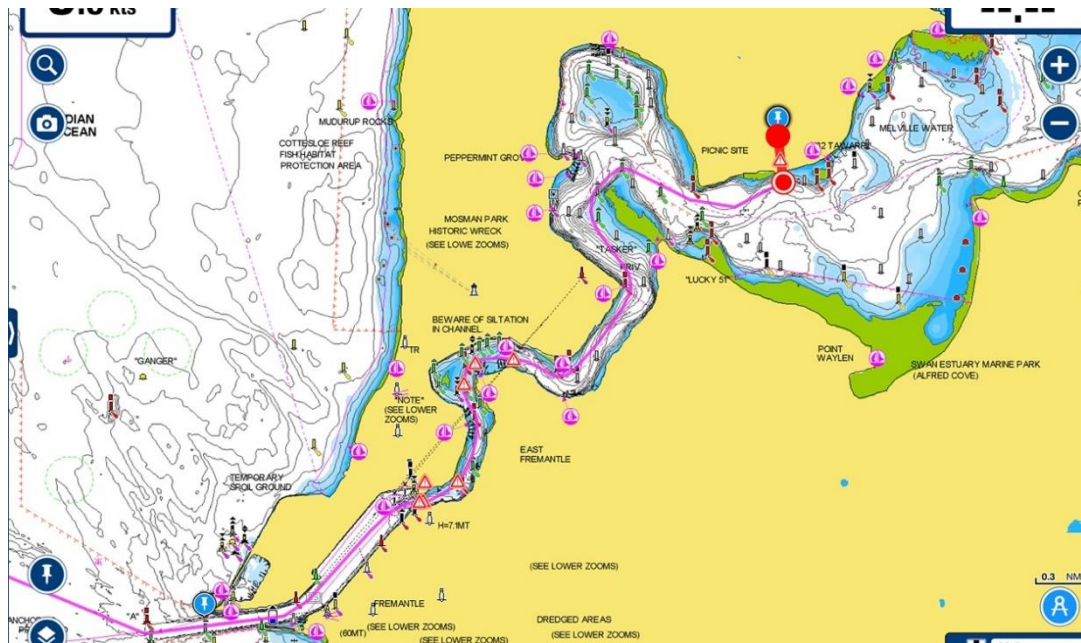 Kts
DIAN
CEAN
MUDURUP ROCKS
COTTESLOE REEF
FISH HABITAT
PROTECTION AREA
PICNIC SITE
MELVILLE WATER
PEPPERMINT GROV
MOSMAN PARK
HISTORIC WRECK
(SEE LOWE ZOOMS)
"TASKER"
PRIV
"LUCKY 51"
BEWARE OF SILTATION
IN CHANNEL
TR
"GANGER"
"NOTE"
(SEE LOWER
ZOOMS)
POINT
WAYLEN
SWAN ESTUARY MARINE PARK
(ALFRED COVE)
EAST
FREMANTLE
TEMPORARY
SPOIL GROUND
H=7.1MT
(SEE LOWER ZOOMS)
0.3 NM
"A"
FREMANTLE
(SEE LOWER ZOOMS)
(60MT)
(SEE LOWER ZOOMS)
DREDGED AREAS
(SEE LOWER ZOOMS)